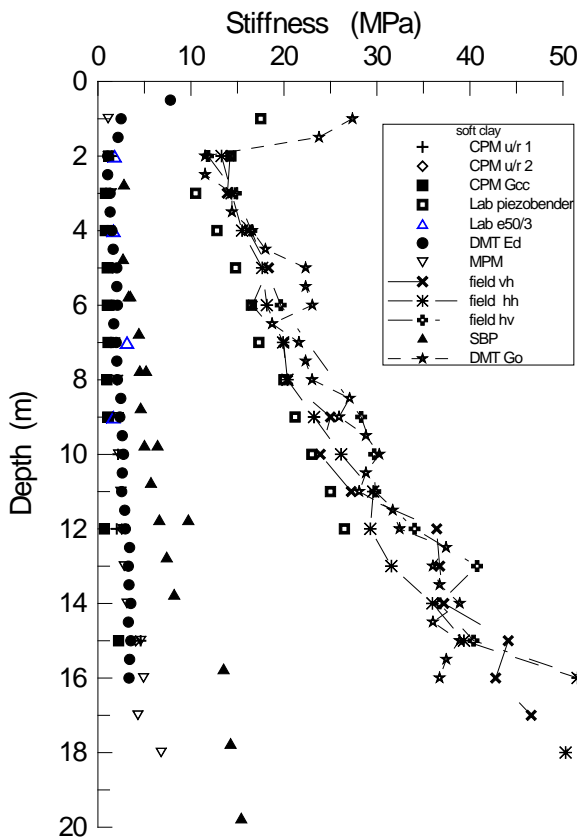 Stiffness (MPa)
0 10 20 30 40 50
0
2
4
6
8
10
12
14
16
18
20
Depth (m)
soft clay
CPM u/r 1
CPM u/r 2
CPM Gcc
Lab piezobender
Lab e50/3
DMT Ed
MPM
field vh
field hh
field hv
SBP
DMT Go